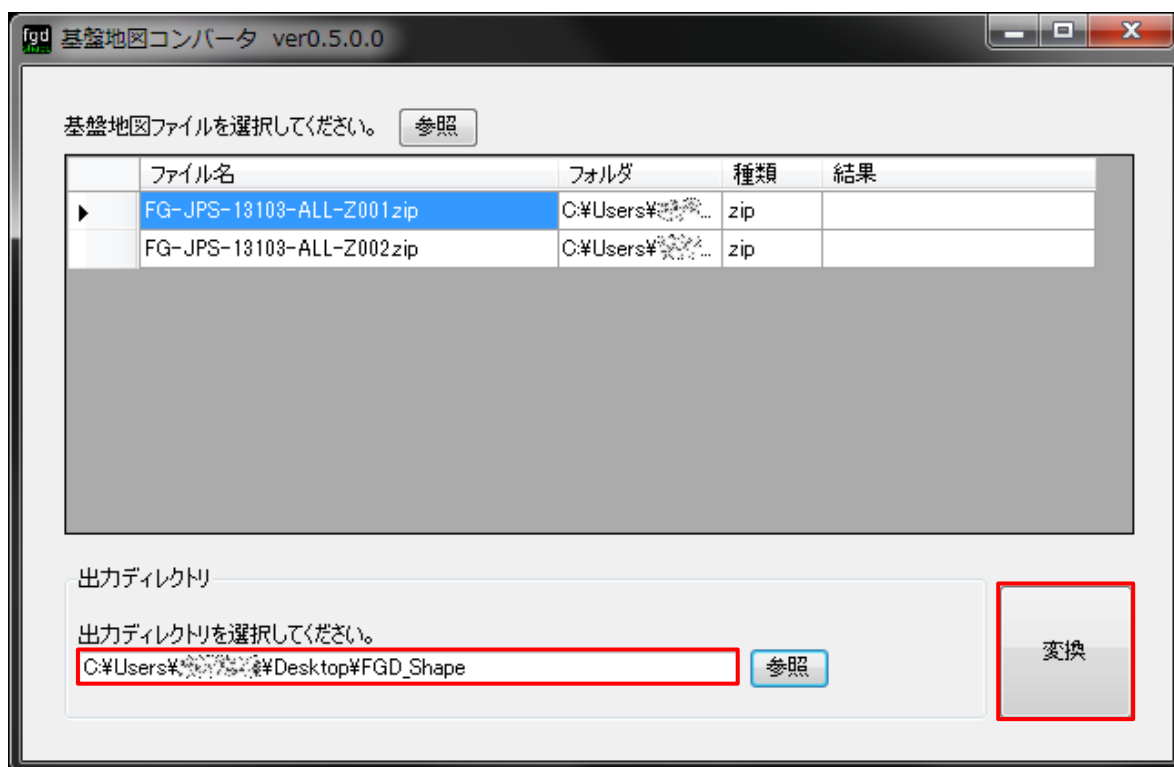 fgd
基盤地図コンバータ ver0.5.0.0
基盤地図ファイルを選択してください。 参照
ファイル名 フォルダ 種類 結果
FG-JPS-13103-ALL-Z001zip C:¥Users¥ ... zip
FG-JPS-13103-ALL-Z002zip C:¥Users¥ ... zip
出力ディレクトリ
出力ディレクトリを選択してください。
C:¥Users¥ ¥Desktop¥FGD_Shape 参照
変換